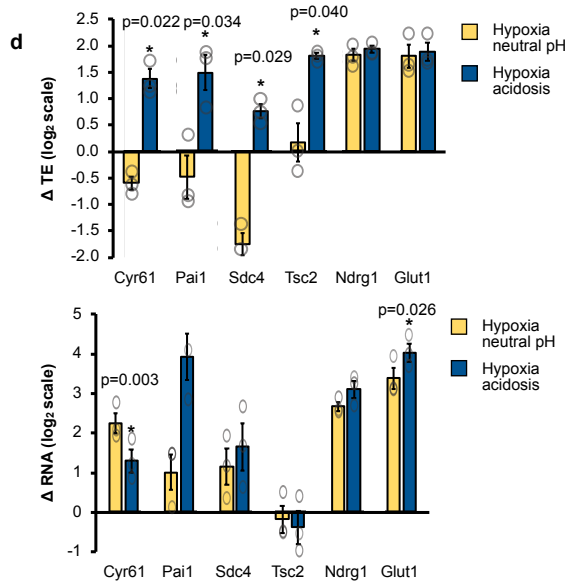 d
Δ TE (log₂ scale)
2.5
2.0
1.5
1.0
0.5
0.0
-0.5
-1.0
-1.5
-2.0
p=0.022
*
p=0.034
*
p=0.029
*
p=0.040
*
Hypoxia
neutral pH
Hypoxia
acidosis
Cyr61 Pai1 Sdc4 Tsc2 Ndrg1 Glut1
Δ RNA (log₂ scale)
5
4
3
2
1
0
-1
p=0.003
*
p=0.026
*
Hypoxia
neutral pH
Hypoxia
acidosis
Cyr61 Pai1 Sdc4 Tsc2 Ndrg1 Glut1